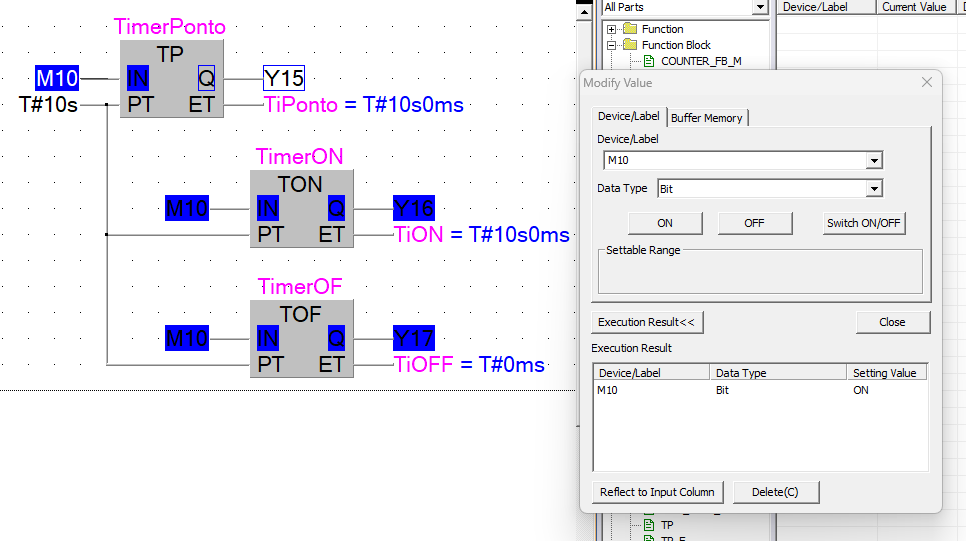 TimerPonto
TP
M10 IN Q Y15
T#10s PT ET TiPonto = T#10s0ms
TimerON
TON
M10 IN Q Y16
PT ET TiON = T#10s0ms
TimerOF
TOF
M10 IN Q Y17
PT ET TiOFF = T#0ms
All Parts
Function
Function Block
COUNTER_FB_M
Device/Label Current Value
Modify Value
Device/Label Buffer Memory
Device/Label
M10
Data Type Bit
ON OFF Switch ON/OFF
Settable Range
Execution Result<< Close
Execution Result
Device/Label Data Type Setting Value
M10 Bit ON
Reflect to Input Column Delete(C)
TP